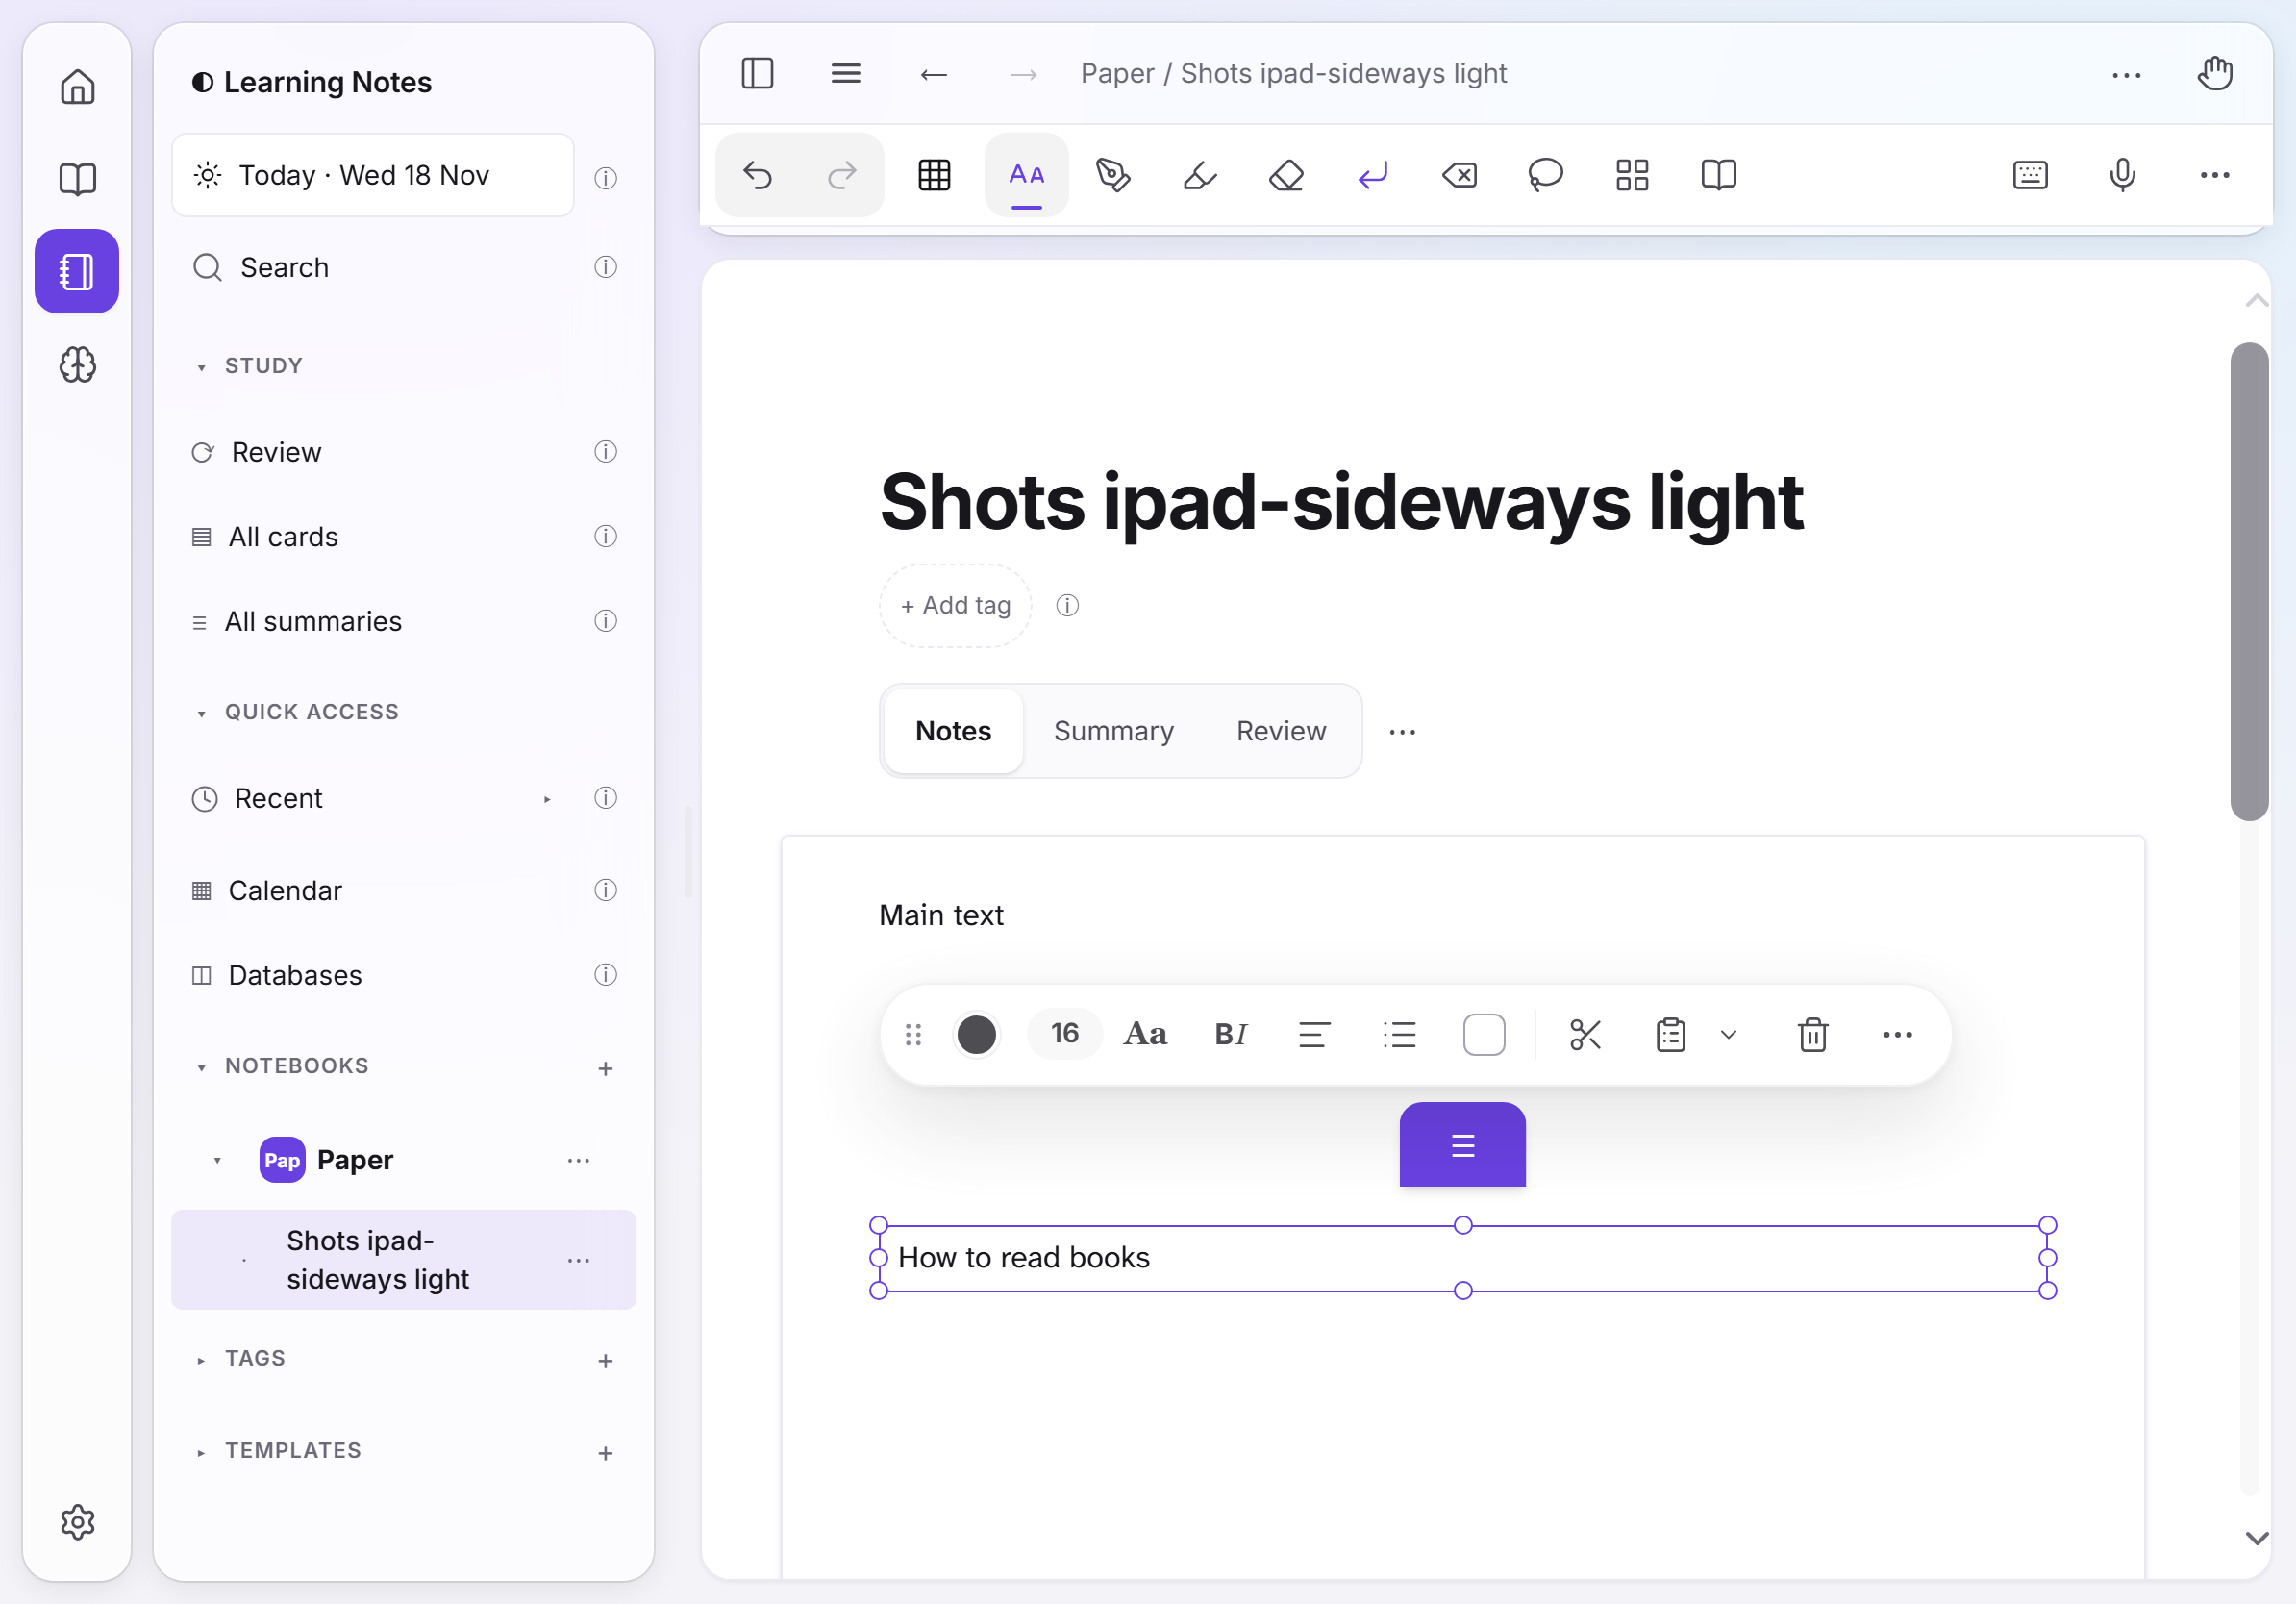 Learning Notes
Today · Wed 18 Nov
Search
STUDY
Review
All cards
All summaries
QUICK ACCESS
Recent
Calendar
Databases
NOTEBOOKS
Pap Paper
Shots ipad-
sideways light
TAGS
TEMPLATES
Paper / Shots ipad-sideways light
AA
Shots ipad-sideways light
+ Add tag
Notes Summary Review
Main text
16 Aa BI
How to read books